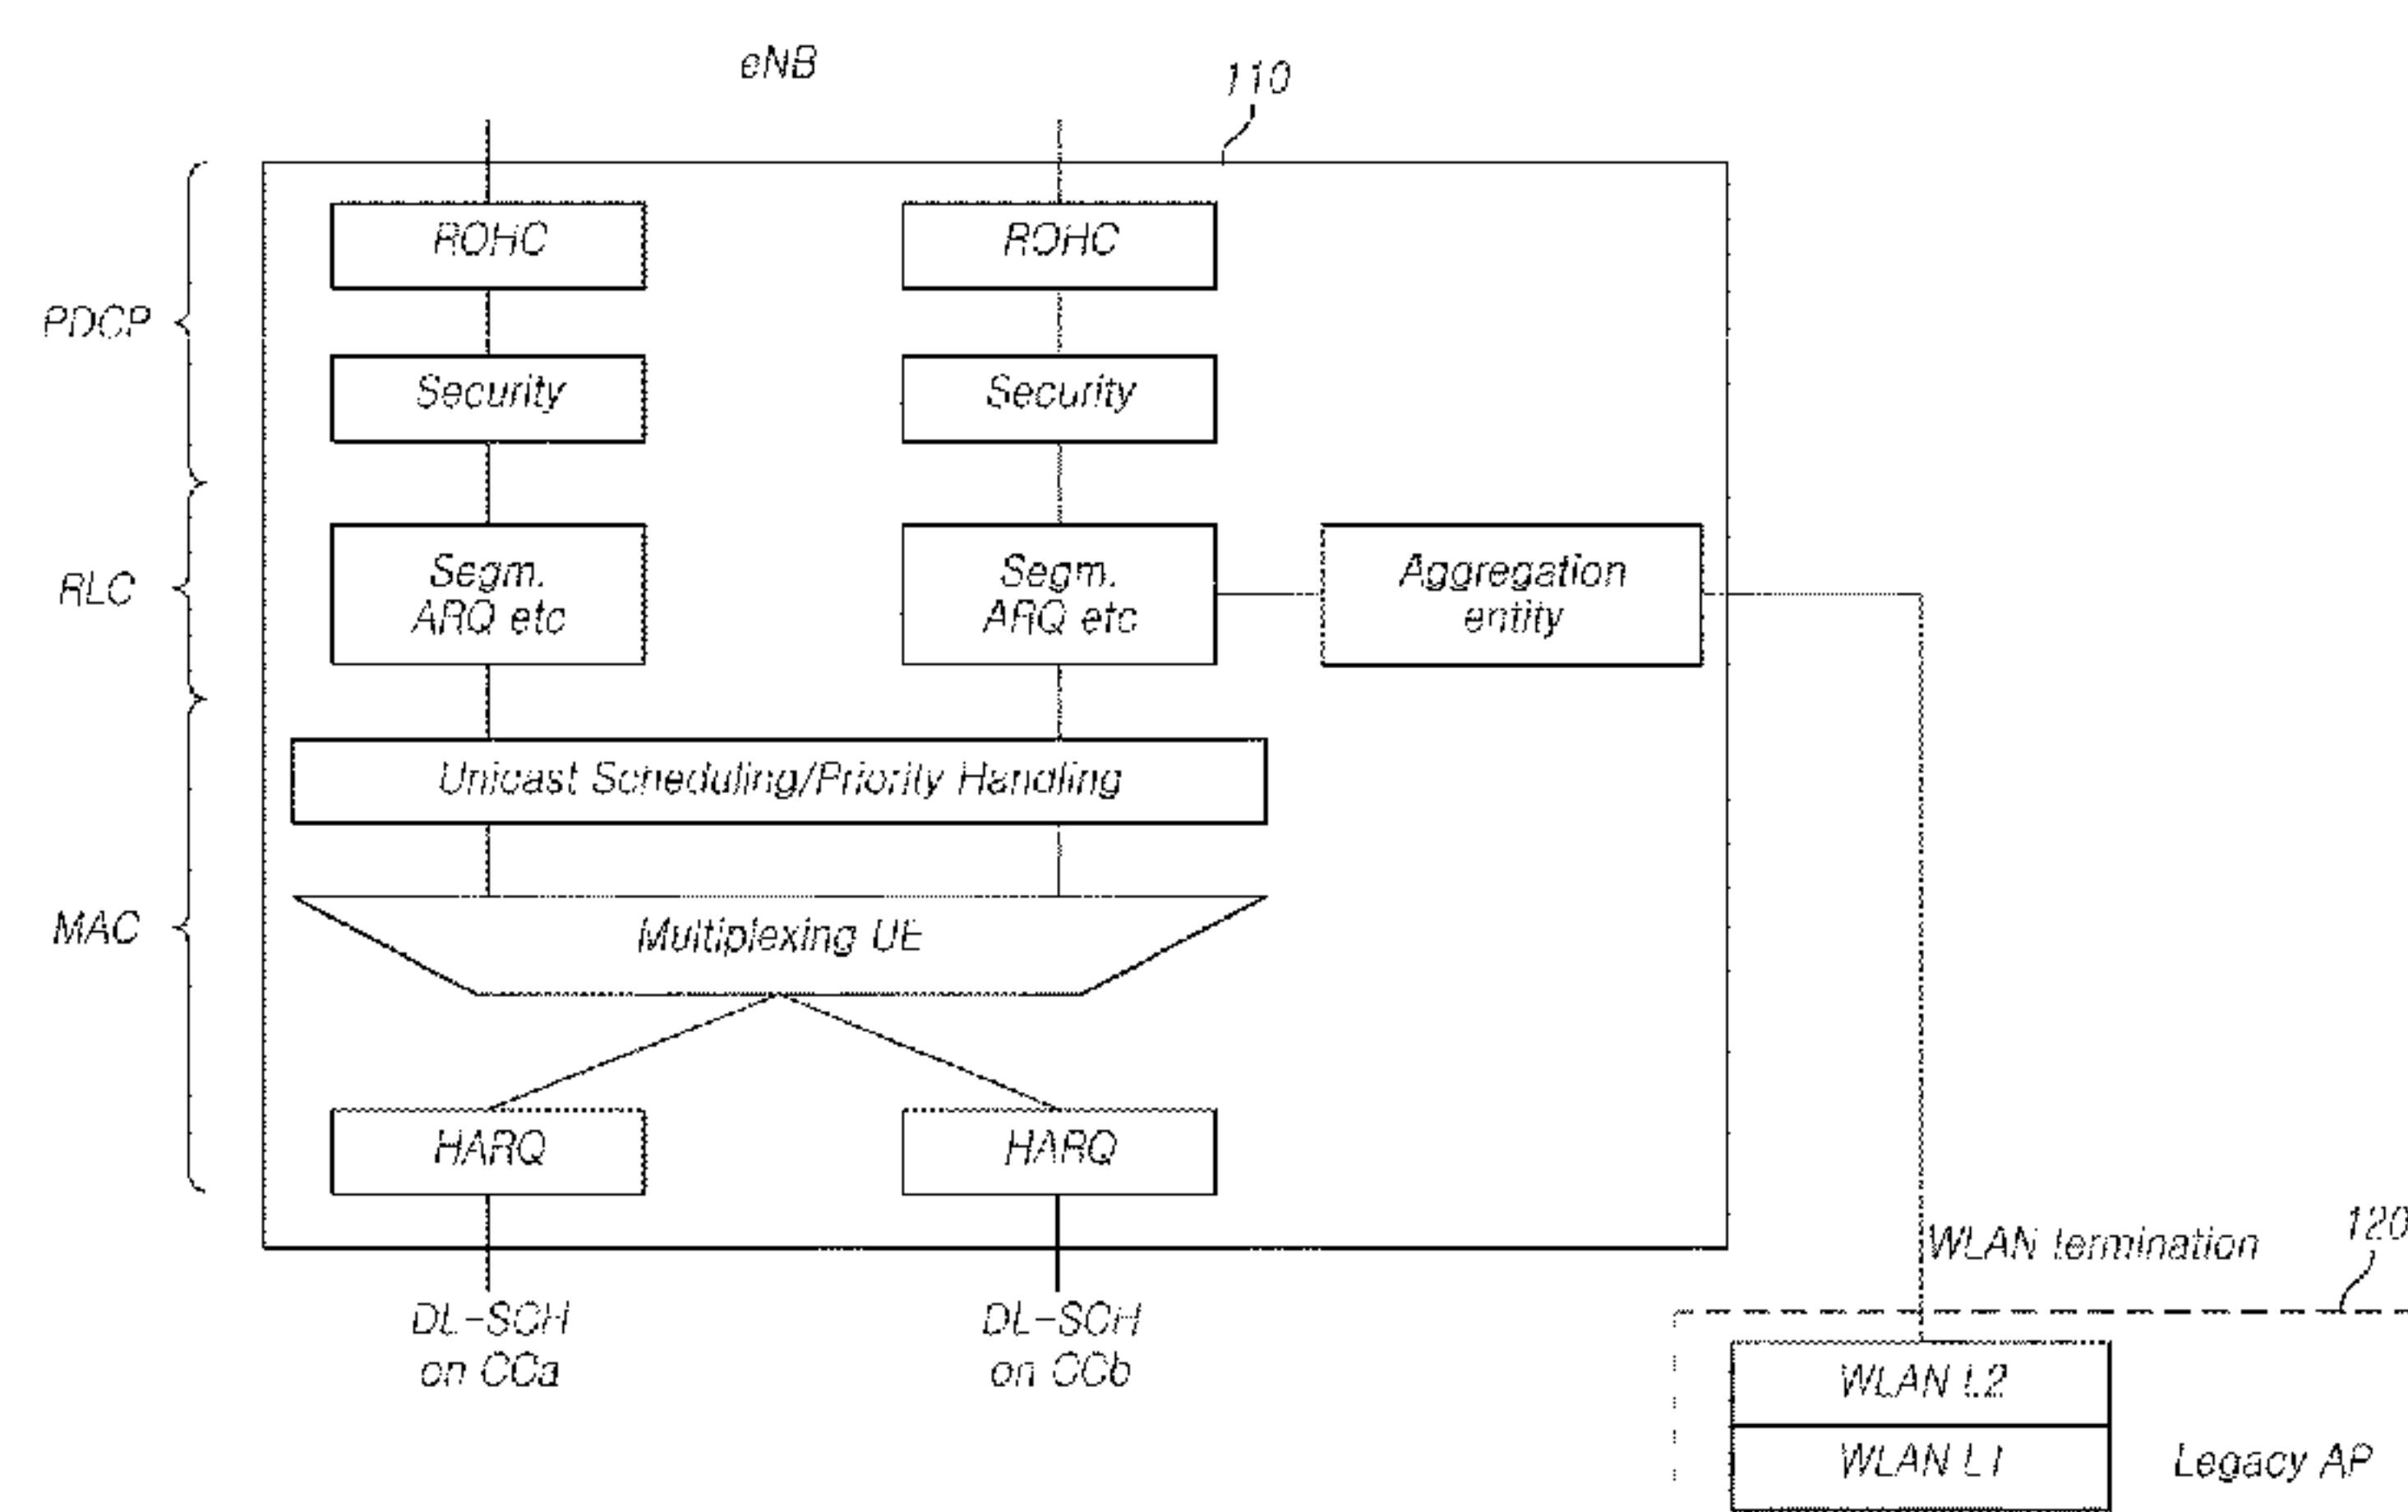 eNB
110
ROHC
ROHC
PDCP
Security
Security
RLC
Segm.
ARQ etc
Segm.
ARQ etc
Aggregation
entity
Unicast Scheduling/Priority Handling
MAC
Multiplexing UE
HARQ
HARQ
DL-SCH
on CCa
DL-SCH
on CCb
WLAN termination
120
WLAN L2
WLAN L1
Legacy AP